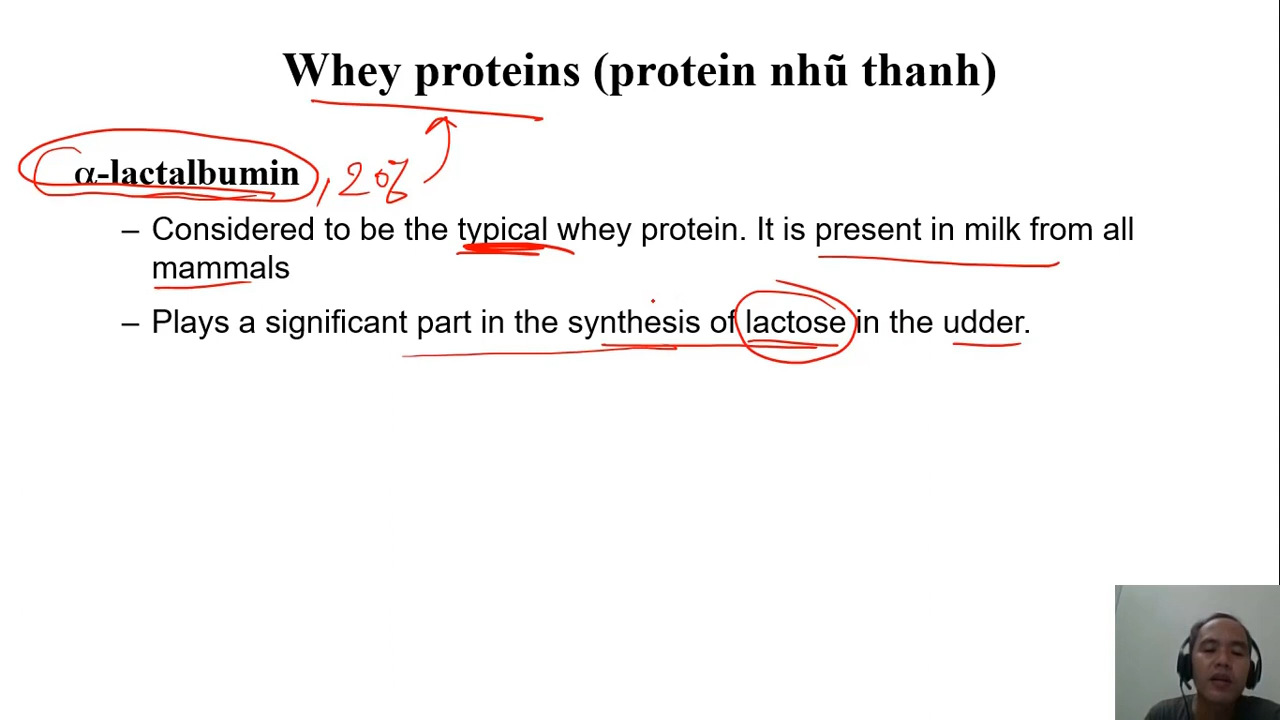 Whey proteins (protein nhũ thanh)
α-lactalbumin , 20%
– Considered to be the typical whey protein. It is present in milk from all
mammals
– Plays a significant part in the synthesis of lactose in the udder.